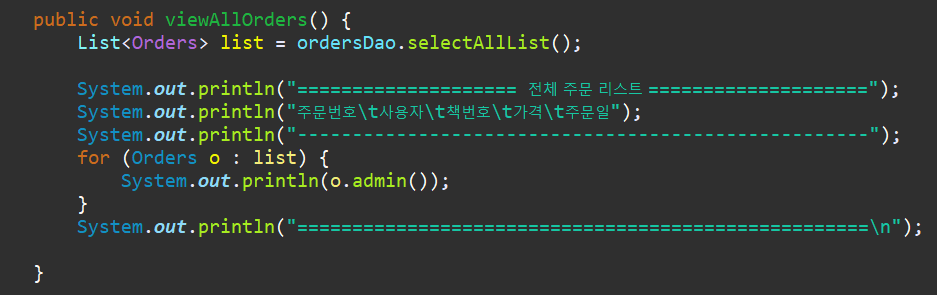 public void viewAllOrders() {
    List<Orders> list = ordersDao.selectAllList();

    System.out.println("==================== 전체 주문 리스트 ====================");
    System.out.println("주문번호\t사용자\t책번호\t가격\t주문일");
    System.out.println("----------------------------------------------------");
    for (Orders o : list) {
        System.out.println(o.admin());
    }
    System.out.println("====================================================\n");

}